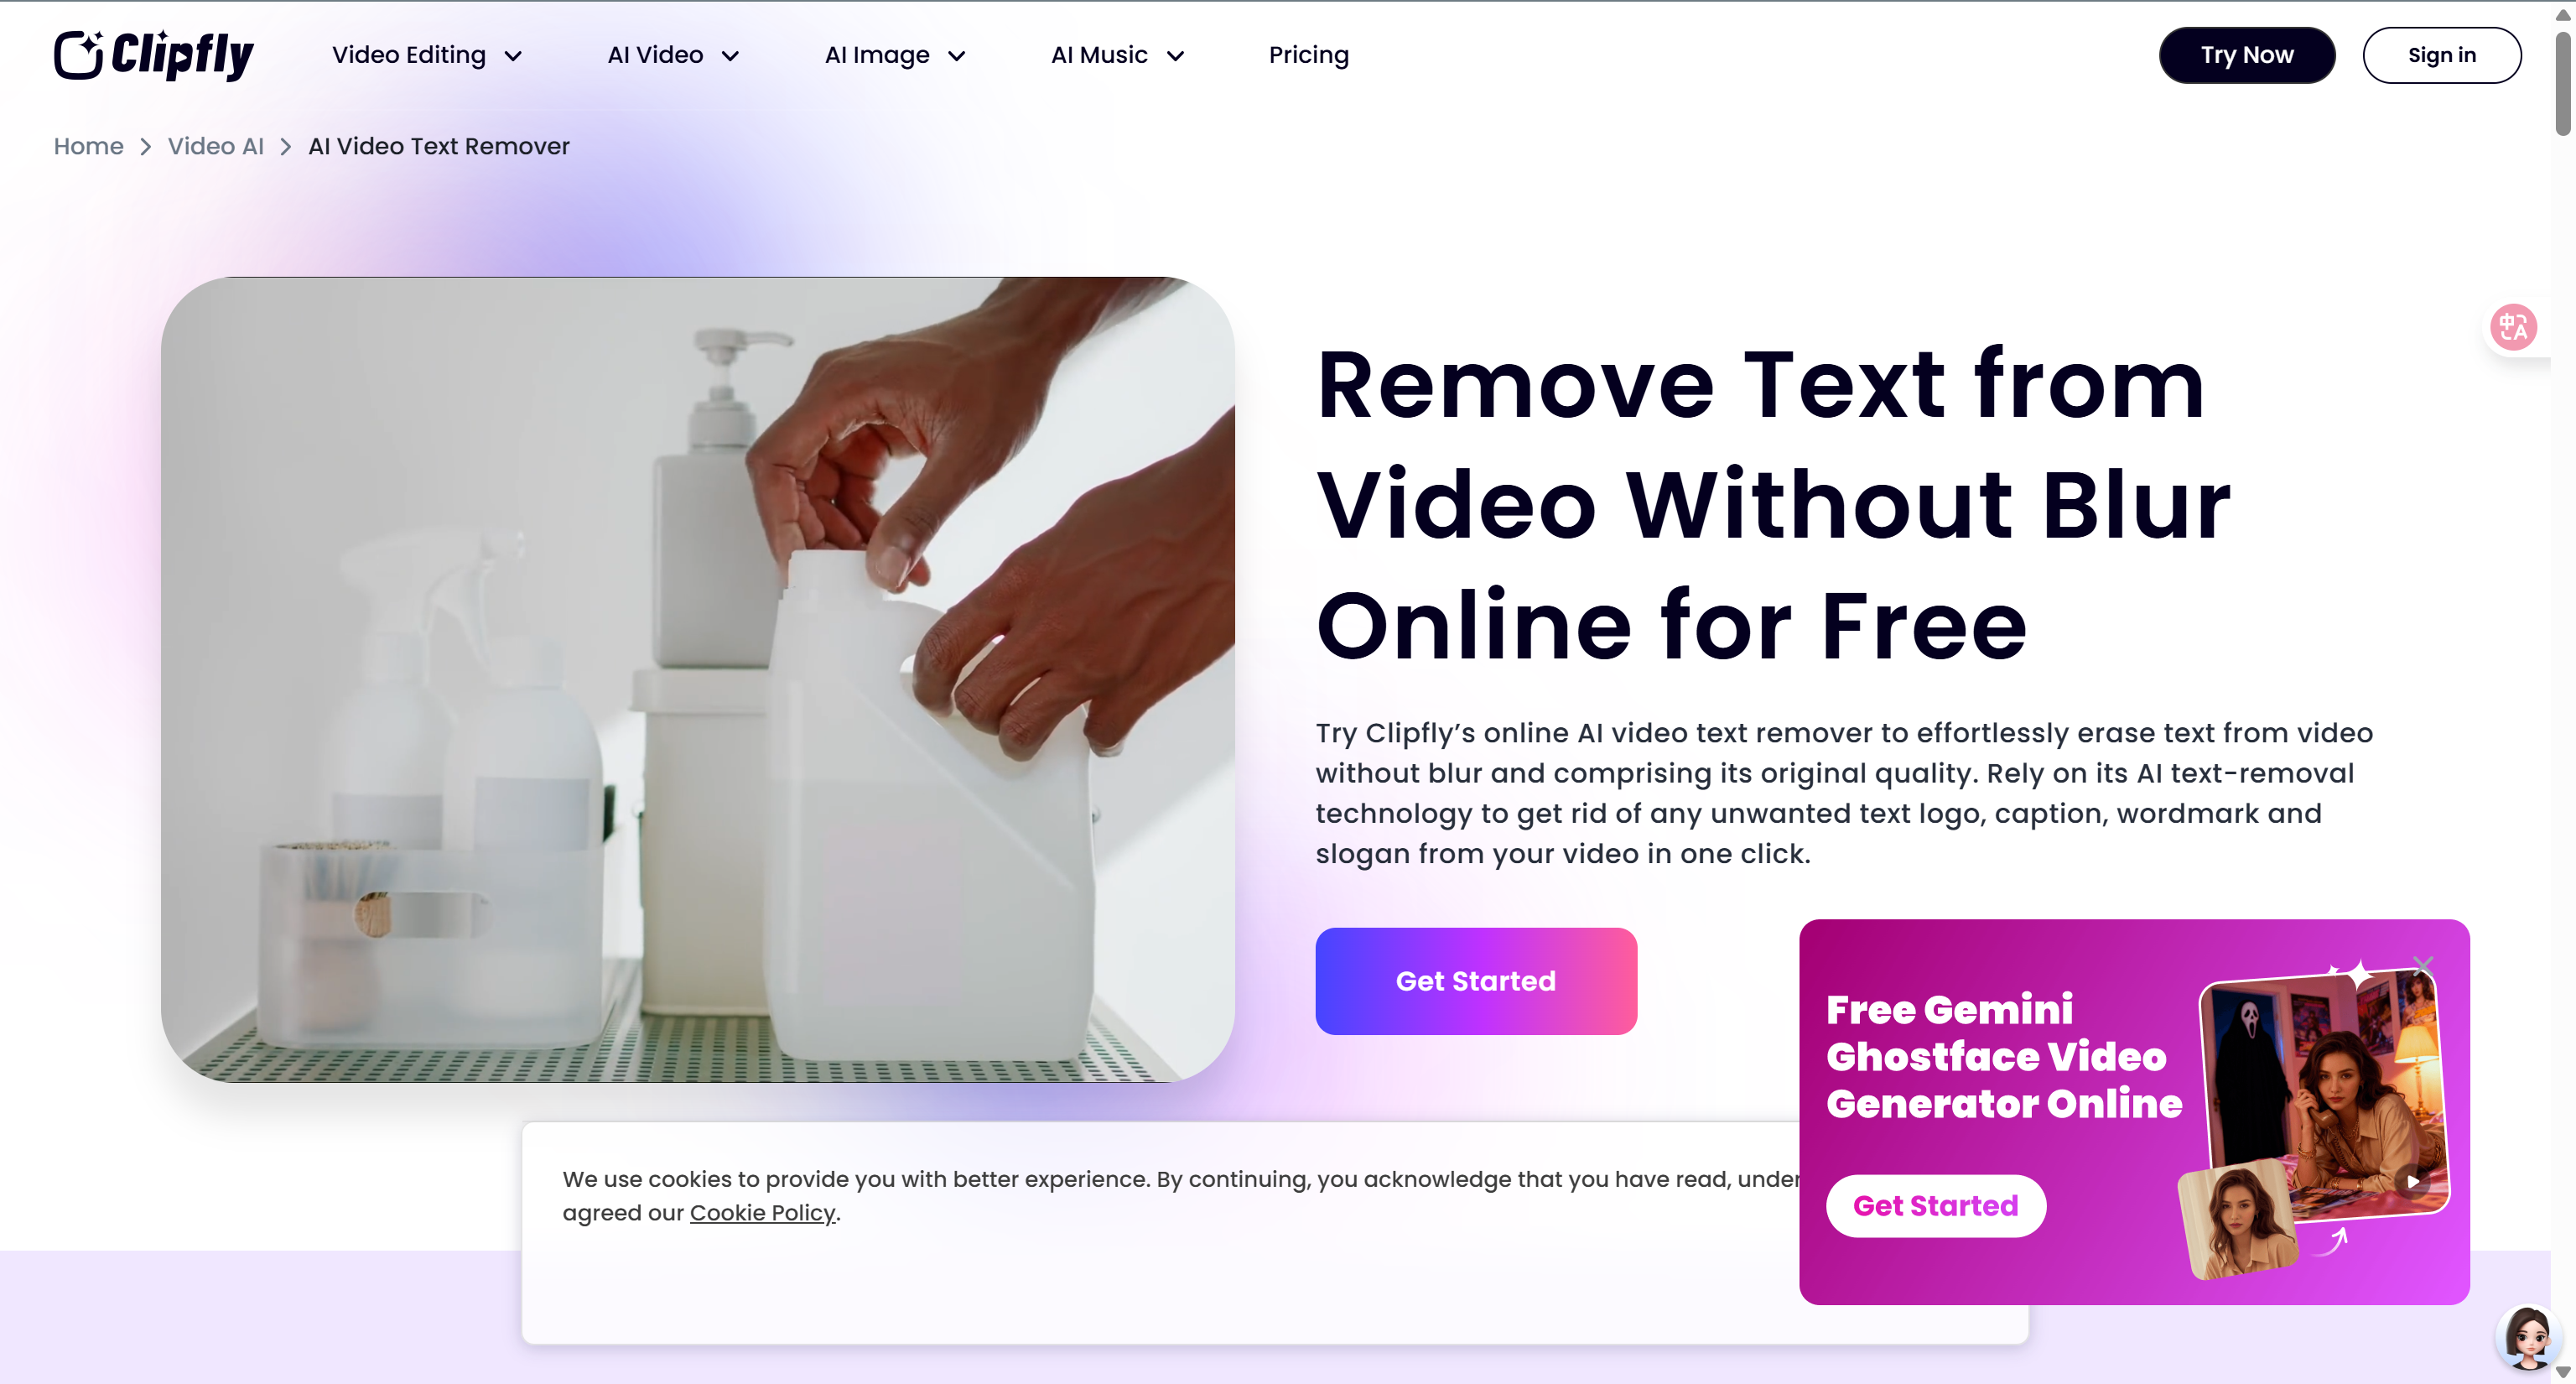 Clipfly
Video Editing
AI Video
AI Image
AI Music
Pricing
Try Now
Sign in
Home > Video AI > AI Video Text Remover
中A
Remove Text from
Video Without Blur
Online for Free
Try Clipfly’s online AI video text remover to effortlessly erase text from video
without blur and comprising its original quality. Rely on its AI text-removal
technology to get rid of any unwanted text logo, caption, wordmark and
slogan from your video in one click.
Get Started
Free Gemini
Ghostface Video
Generator Online
Get Started
We use cookies to provide you with better experience. By continuing, you acknowledge that you have read, under
agreed our Cookie Policy.